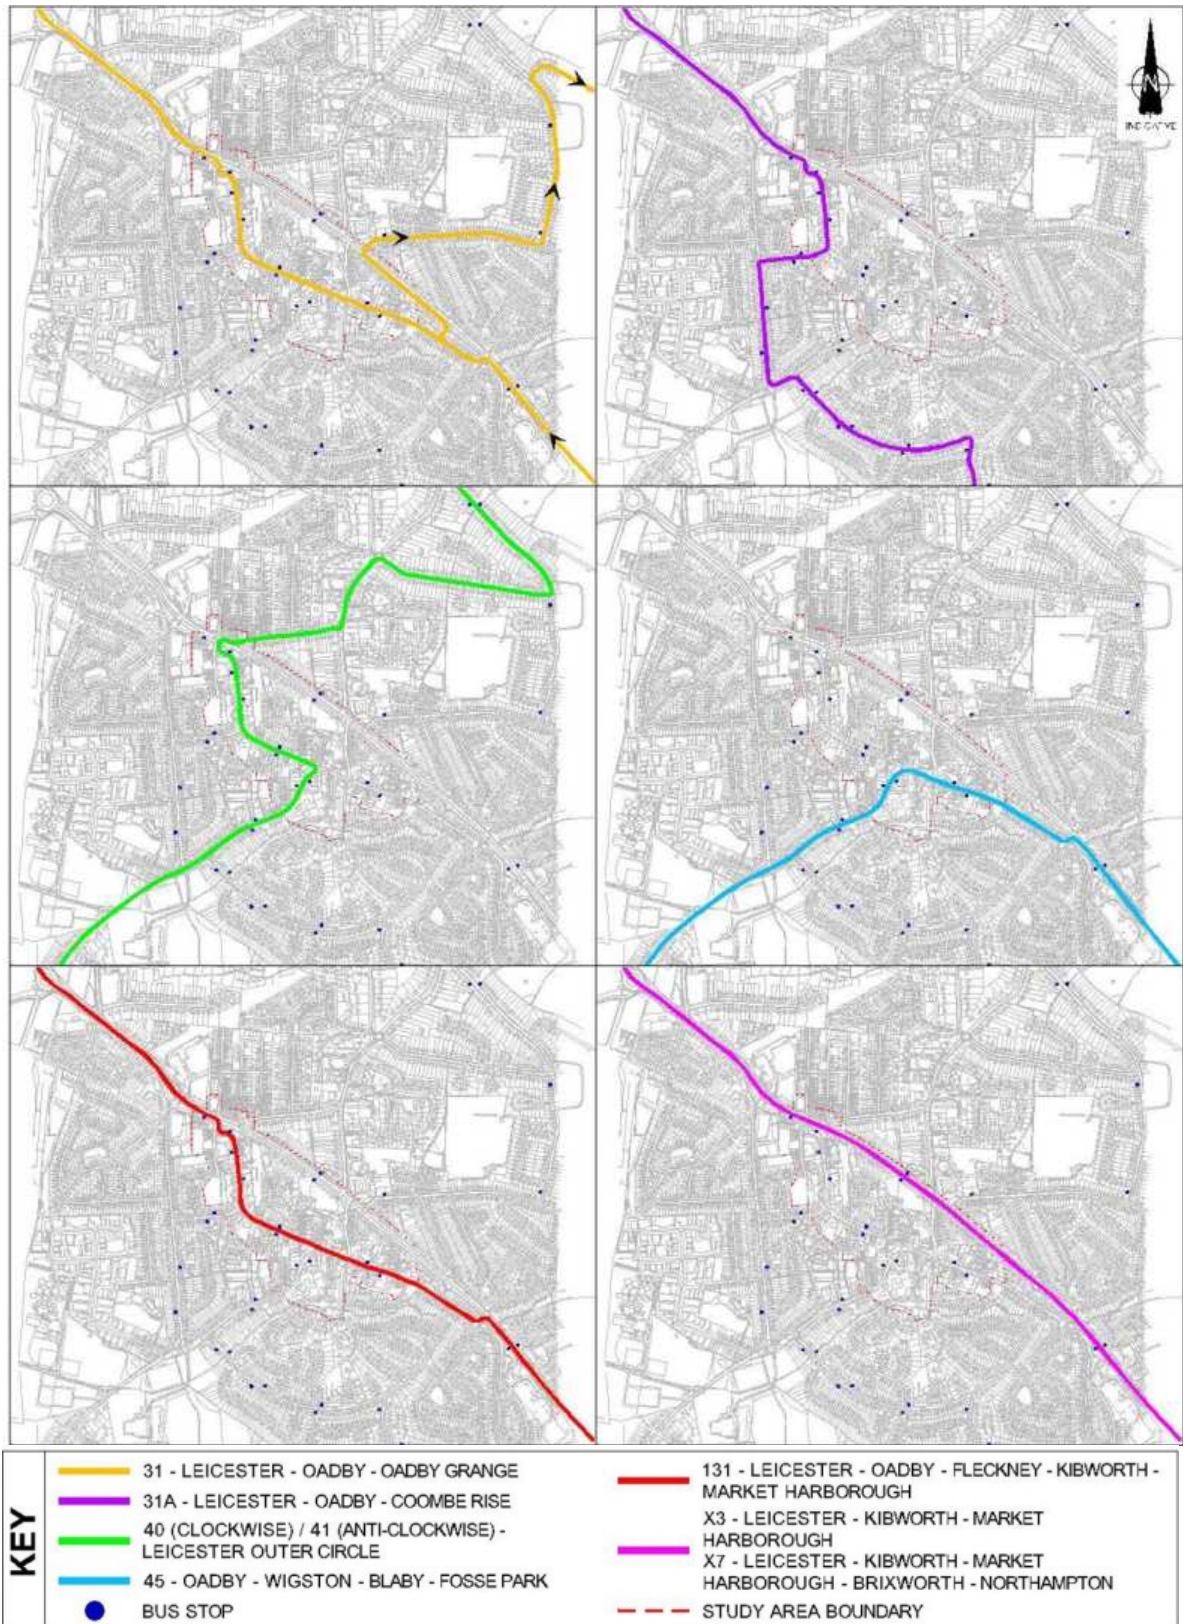 N
INDICATIVE
KEY
31 - LEICESTER - OADBY - OADBY GRANGE
31A - LEICESTER - OADBY - COOMBE RISE
40 (CLOCKWISE) / 41 (ANTI-CLOCKWISE) -
LEICESTER OUTER CIRCLE
45 - OADBY - WIGSTON - BLABY - FOSSE PARK
BUS STOP
131 - LEICESTER - OADBY - FLECKNEY - KIBWORTH -
MARKET HARBOROUGH
X3 - LEICESTER - KIBWORTH - MARKET
HARBOROUGH
X7 - LEICESTER - KIBWORTH - MARKET
HARBOROUGH - BRIXWORTH - NORTHAMPTON
STUDY AREA BOUNDARY